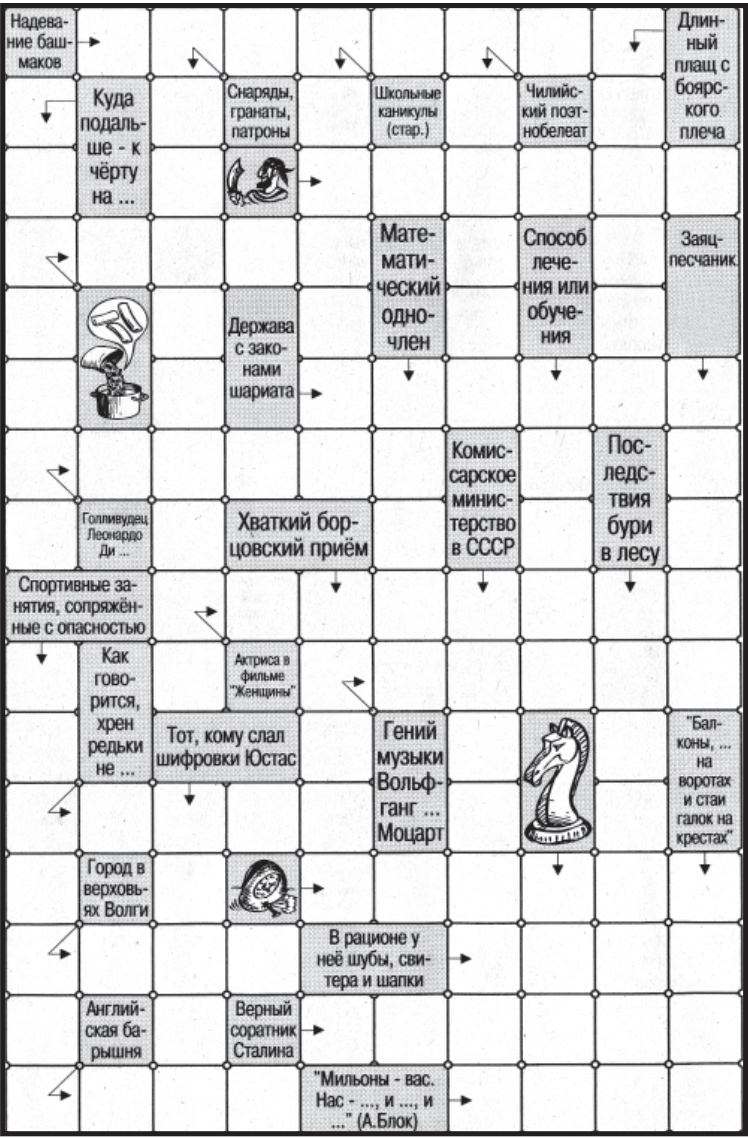 Надева-
ние баш-
маков
Длин-
ный
плащ с
боярс-
кого
плеча
Куда
подаль-
ше - к
чёрту
на ...
Снаряды,
гранаты,
патроны
Школьные
каникулы
(стар.)
Чилийс-
кий поэт-
нобелеат
Мате-
мати-
ческий
одно-
член
Способ
лече-
ния или
обуче-
ния
Заяц-
песчаник
Держава
с зако-
нами
шариата
Комис-
сарское
минис-
терство
в СССР
Пос-
ледс-
твия
бури
в лесу
Голливудец
Леонардо
Ди ...
Хваткий бор-
цовский приём
Спортивные за-
нятия, сопряжён-
ные с опасностью
Как
гово-
рится,
хрен
редьки
не ...
Актриса в
фильме
"Женщины"
Тот, кому слал
шифровки Юстас
Гений
музыки
Вольф-
ганг ...
Моцарт
"Бал-
коны, ...
на
воротах
и стаи
галок на
крестах"
Город в
верховь-
ях Волги
В рационе у
неё шубы, сви-
тера и шапки
Англий-
ская ба-
рышня
Верный
соратник
Сталина
"Мильоны - вас.
Нас - ..., и ..., и
..." (А.Блок)